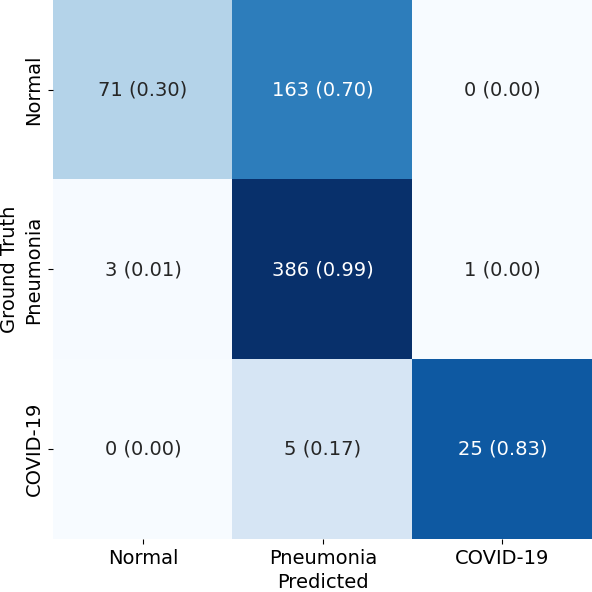 Ground Truth
Normal
71 (0.30) 163 (0.70) 0 (0.00)
Pneumonia
3 (0.01) 386 (0.99) 1 (0.00)
COVID-19
0 (0.00) 5 (0.17) 25 (0.83)
Normal Pneumonia COVID-19
Predicted